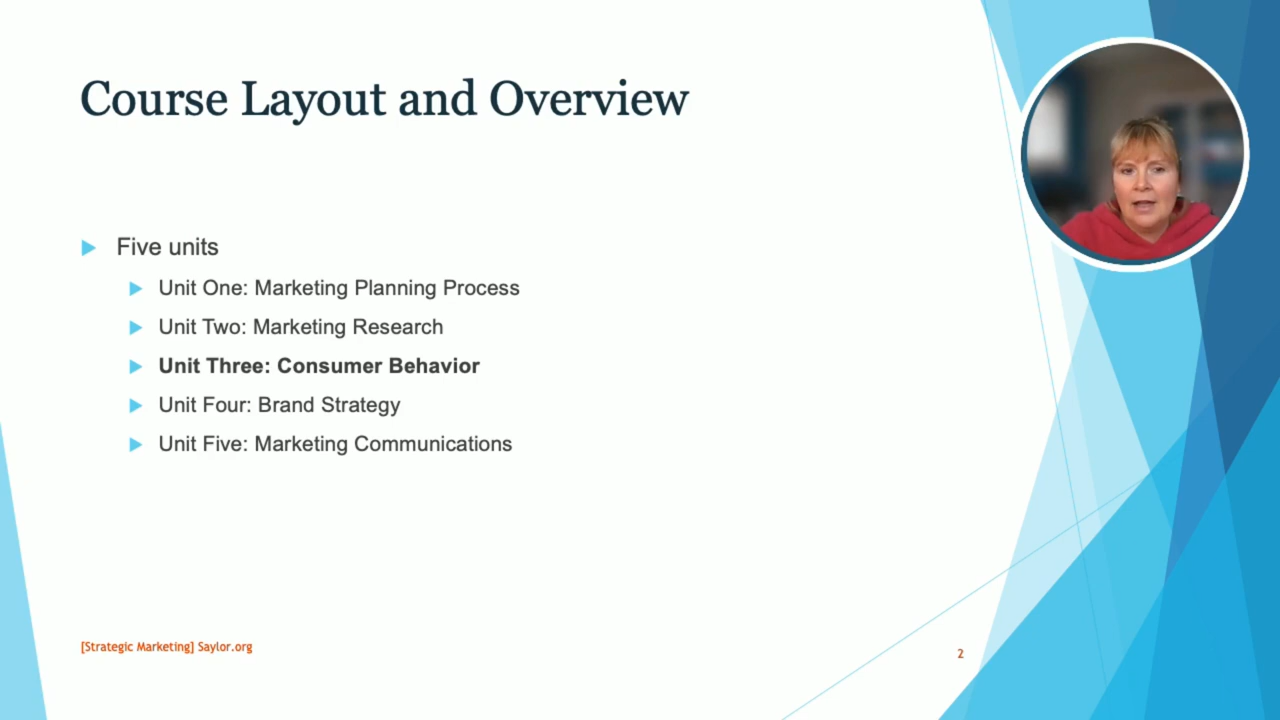 Course Layout and Overview
Five units
Unit One: Marketing Planning Process
Unit Two: Marketing Research
Unit Three: Consumer Behavior
Unit Four: Brand Strategy
Unit Five: Marketing Communications
[Strategic Marketing] Saylor.org
2